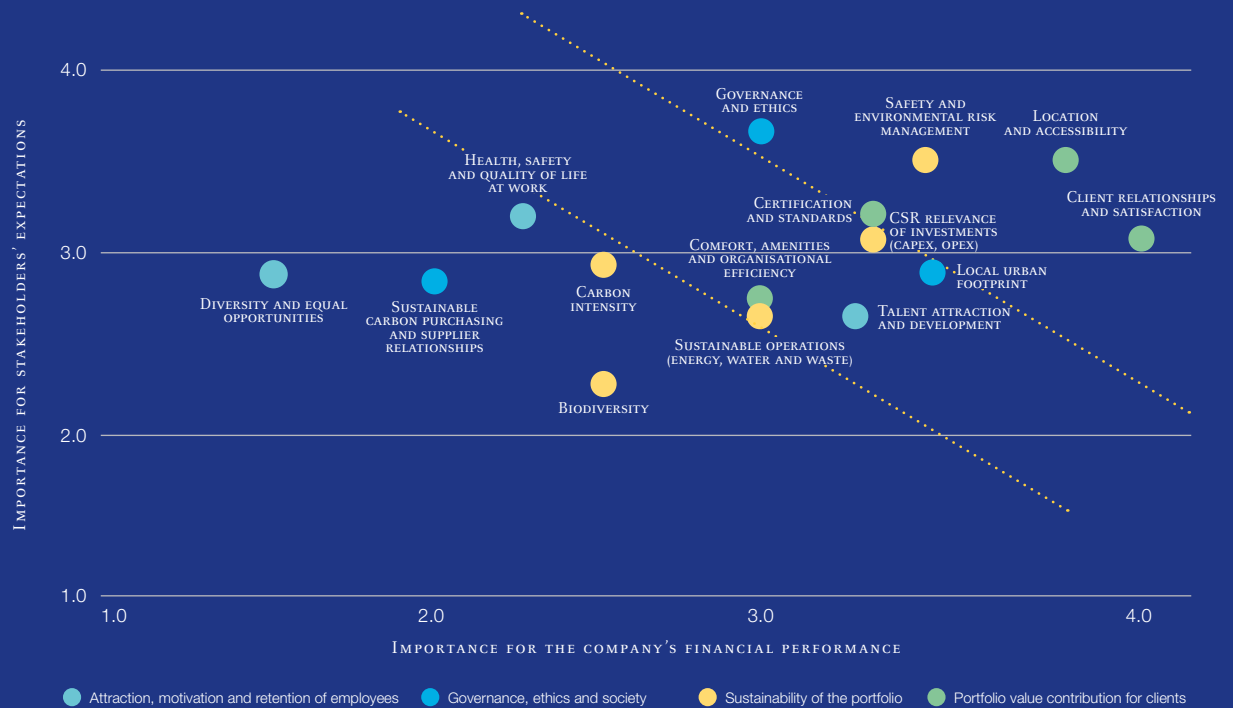 IMPORTANCE FOR STAKEHOLDERS' EXPECTATIONS
4.0
3.0
2.0
1.0
GOVERNANCE
AND ETHICS
SAFETY AND
ENVIRONMENTAL RISK
MANAGEMENT
LOCATION
AND ACCESSIBILITY
HEALTH, SAFETY
AND QUALITY OF LIFE
AT WORK
CERTIFICATION
AND STANDARDS
CLIENT RELATIONSHIPS
AND SATISFACTION
CSR RELEVANCE
OF INVESTMENTS
(CAPEX, OPEX)
COMFORT, AMENITIES
AND ORGANISATIONAL
EFFICIENCY
LOCAL URBAN
FOOTPRINT
DIVERSITY AND EQUAL
OPPORTUNITIES
SUSTAINABLE
CARBON PURCHASING
AND SUPPLIER
RELATIONSHIPS
CARBON
INTENSITY
TALENT ATTRACTION
AND DEVELOPMENT
SUSTAINABLE OPERATIONS
(ENERGY, WATER AND WASTE)
BIODIVERSITY
1.0
2.0
3.0
4.0
IMPORTANCE FOR THE COMPANY'S FINANCIAL PERFORMANCE
Attraction, motivation and retention of employees
Governance, ethics and society
Sustainability of the portfolio
Portfolio value contribution for clients